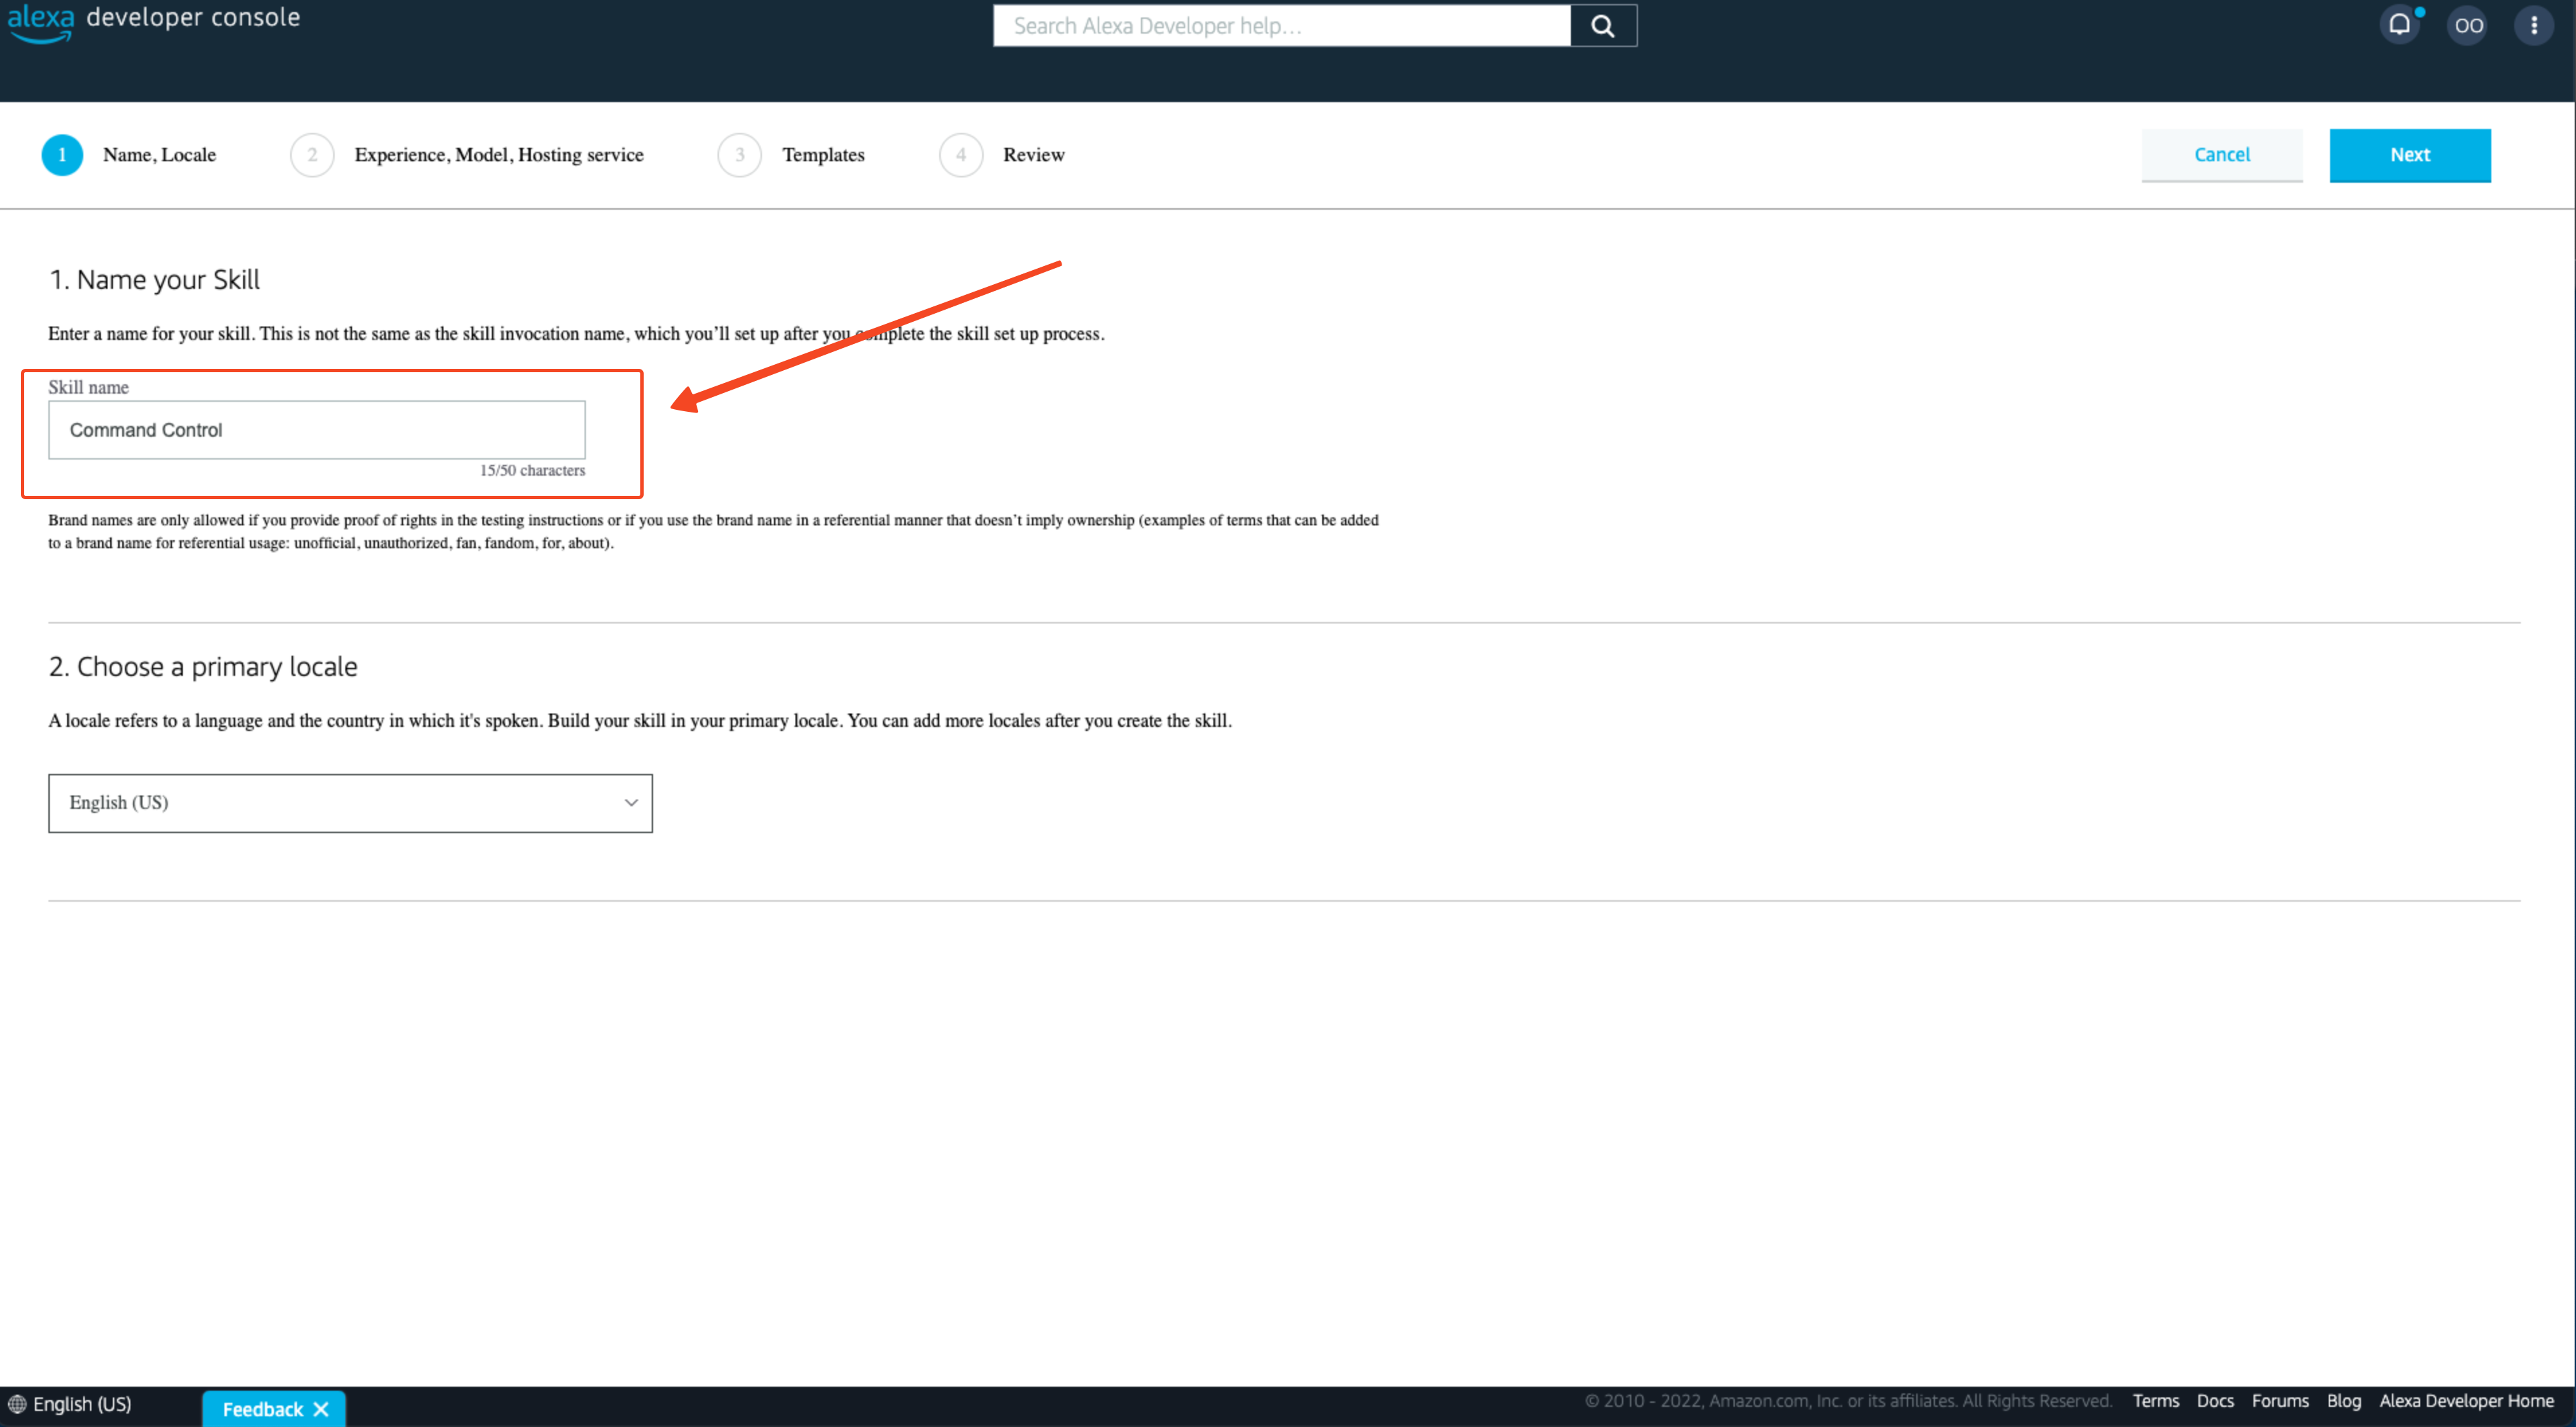 alexa developer console
Search Alexa Developer help...
OO
1 Name, Locale
2 Experience, Model, Hosting service
3 Templates
4 Review
Cancel
Next
1. Name your Skill
Enter a name for your skill. This is not the same as the skill invocation name, which you'll set up after you complete the skill set up process.
Skill name
Command Control
15/50 characters
Brand names are only allowed if you provide proof of rights in the testing instructions or if you use the brand name in a referential manner that doesn't imply ownership (examples of terms that can be added
to a brand name for referential usage: unofficial, unauthorized, fan, fandom, for, about).
2. Choose a primary locale
A locale refers to a language and the country in which it's spoken. Build your skill in your primary locale. You can add more locales after you create the skill.
English (US)
English (US)
Feedback
© 2010 - 2022, Amazon.com, Inc. or its affiliates. All Rights Reserved.
Terms
Docs
Forums
Blog
Alexa Developer Home